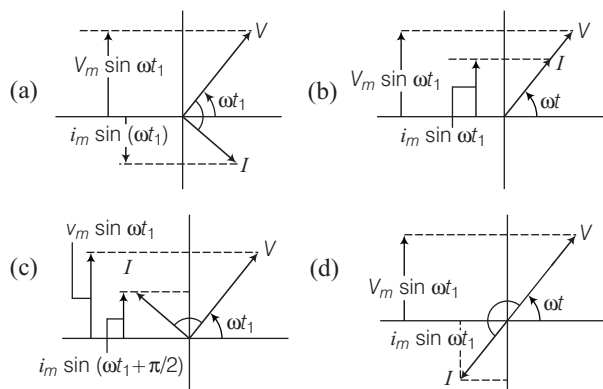 (a)
V
V_m sin ωt_1
ωt_1
i_m sin (ωt_1)
I
(b)
V
I
V_m sin ωt_1
ωt
i_m sin ωt_1
(c)
v_m sin ωt_1
V
I
ωt_1
i_m sin (ωt_1+π/2)
(d)
V
V_m sin ωt_1
ωt
i_m sin ωt_1
I